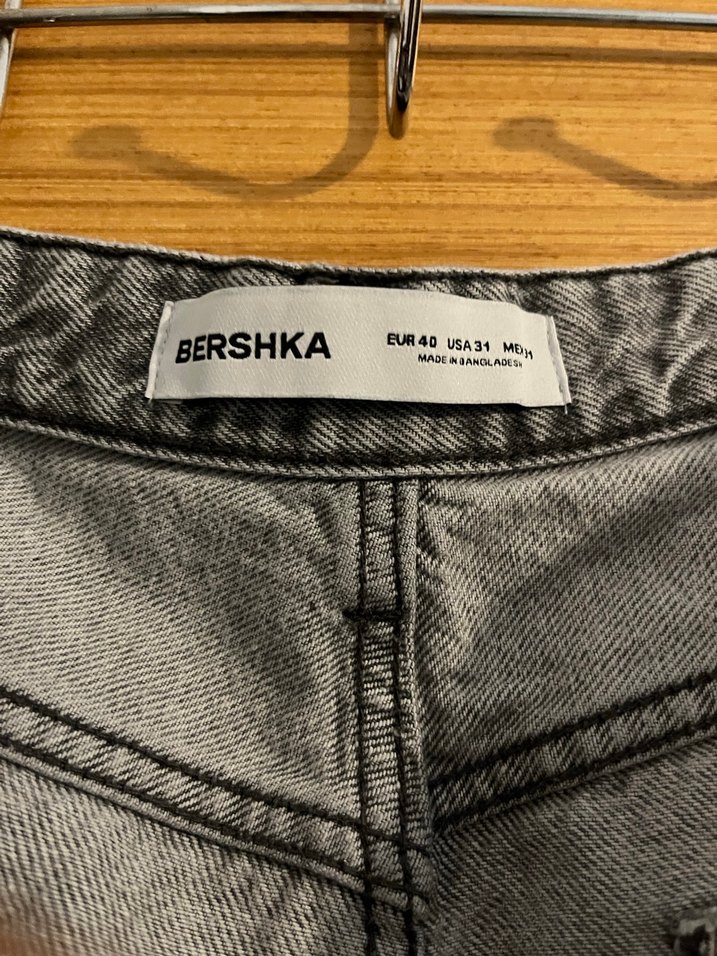 BERSHKA
EUR 40 USA 31 MEX 31
MADE IN BANGLADESH